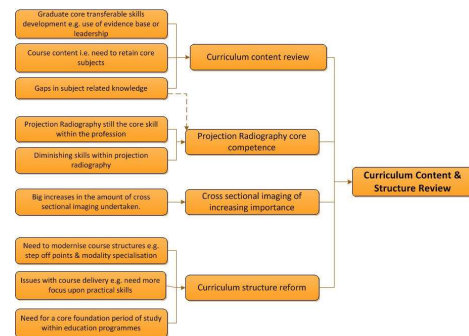 Graduate core transferable skills
development e.g. use of evidence base or
leadership
Course content i.e. need to retain core
subjects
Gaps in subject related knowledge
Curriculum content review
Projection Radiography still the core skill
within the profession
Diminishing skills within projection
radiography
Projection Radiography core
competence
Curriculum Content &
Structure Review
Big increases in the amount of cross
sectional imaging undertaken.
Cross sectional imaging of
increasing importance
Need to modernise course structures e.g.
step off points & modality specialisation
Issues with course delivery e.g. need more
focus upon practical skills
Need for a core foundation period of study
within education programmes
Curriculum structure reform